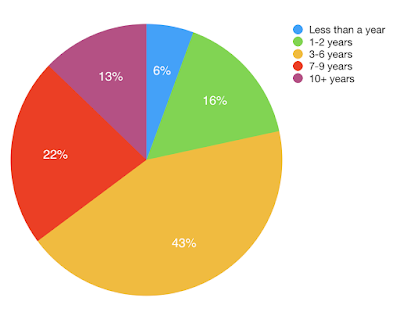 Less than a year
1-2 years
3-6 years
7-9 years
10+ years
6%
16%
43%
22%
13%